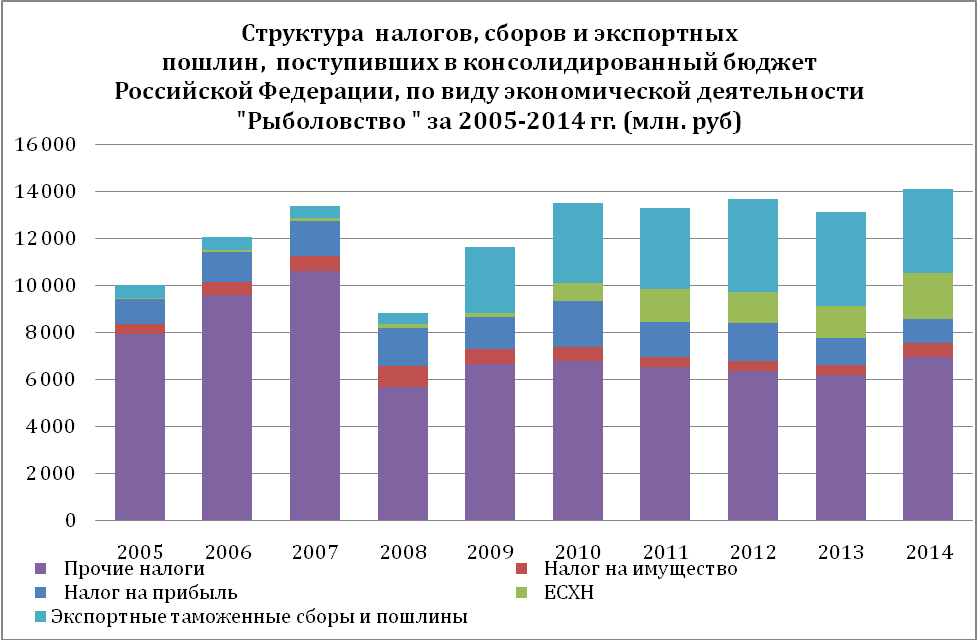 Структура налогов, сборов и экспортных
пошлин, поступивших в консолидированный бюджет
Российской Федерации, по виду экономической деятельности
"Рыболовство " за 2005-2014 гг. (млн. руб)
16 000
14 000
12 000
10 000
8 000
6 000
4 000
2 000
0
2005 2006 2007 2008 2009 2010 2011 2012 2013 2014
Прочие налоги Налог на имущество
Налог на прибыль ЕСХН
Экспортные таможенные сборы и пошлины